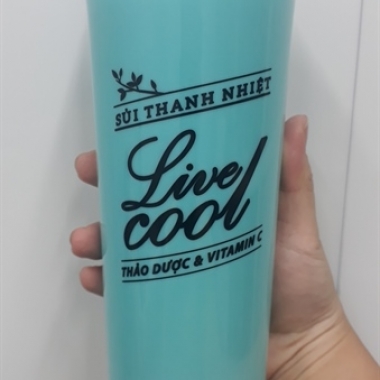 SỦI THANH NHIỆT
Live
cool
THẢO DƯỢC & VITAMIN C